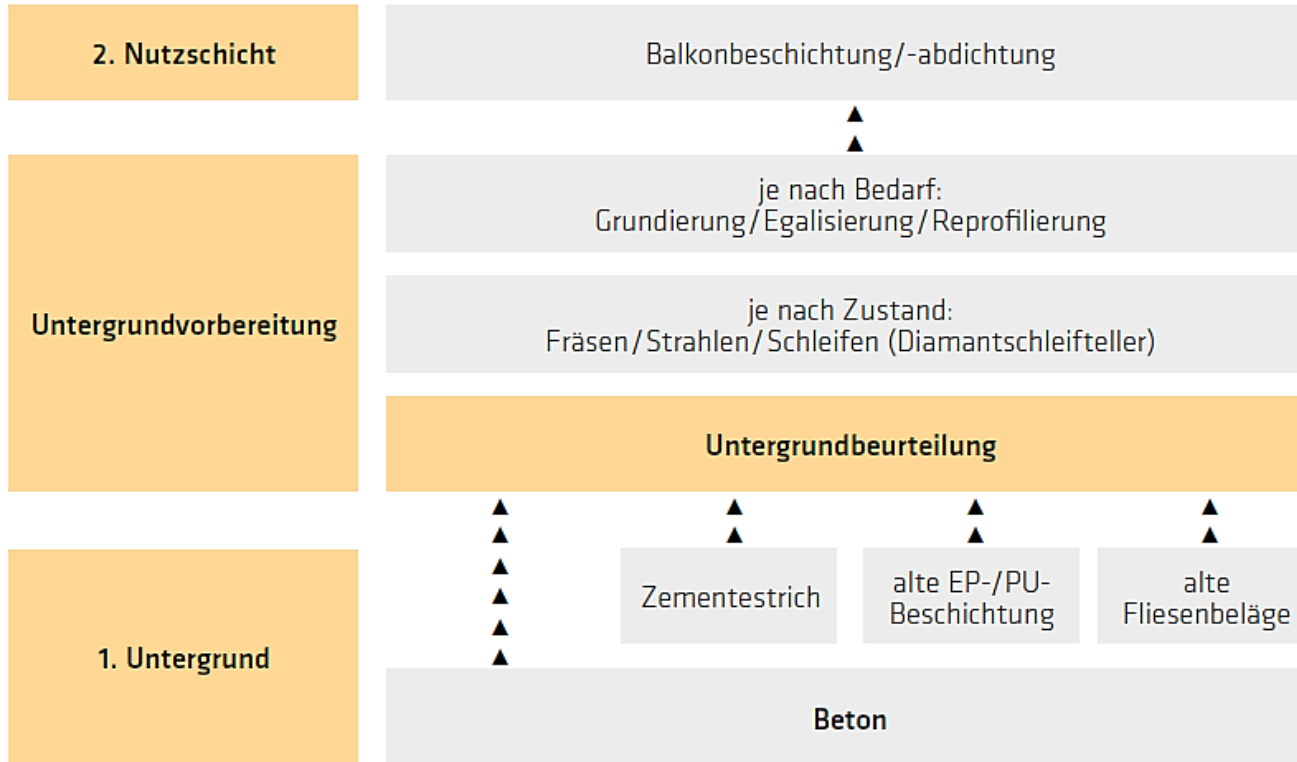 2. Nutzschicht
Balkonbeschichtung/-abdichtung
Untergrundvorbereitung
je nach Bedarf:
Grundierung/Egalisierung/Reprofilierung
je nach Zustand:
Fräsen/Strahlen/Schleifen (Diamantschleifteller)
Untergrundbeurteilung
1. Untergrund
Zementestrich
alte EP-/PU-
Beschichtung
alte
Fliesenbeläge
Beton